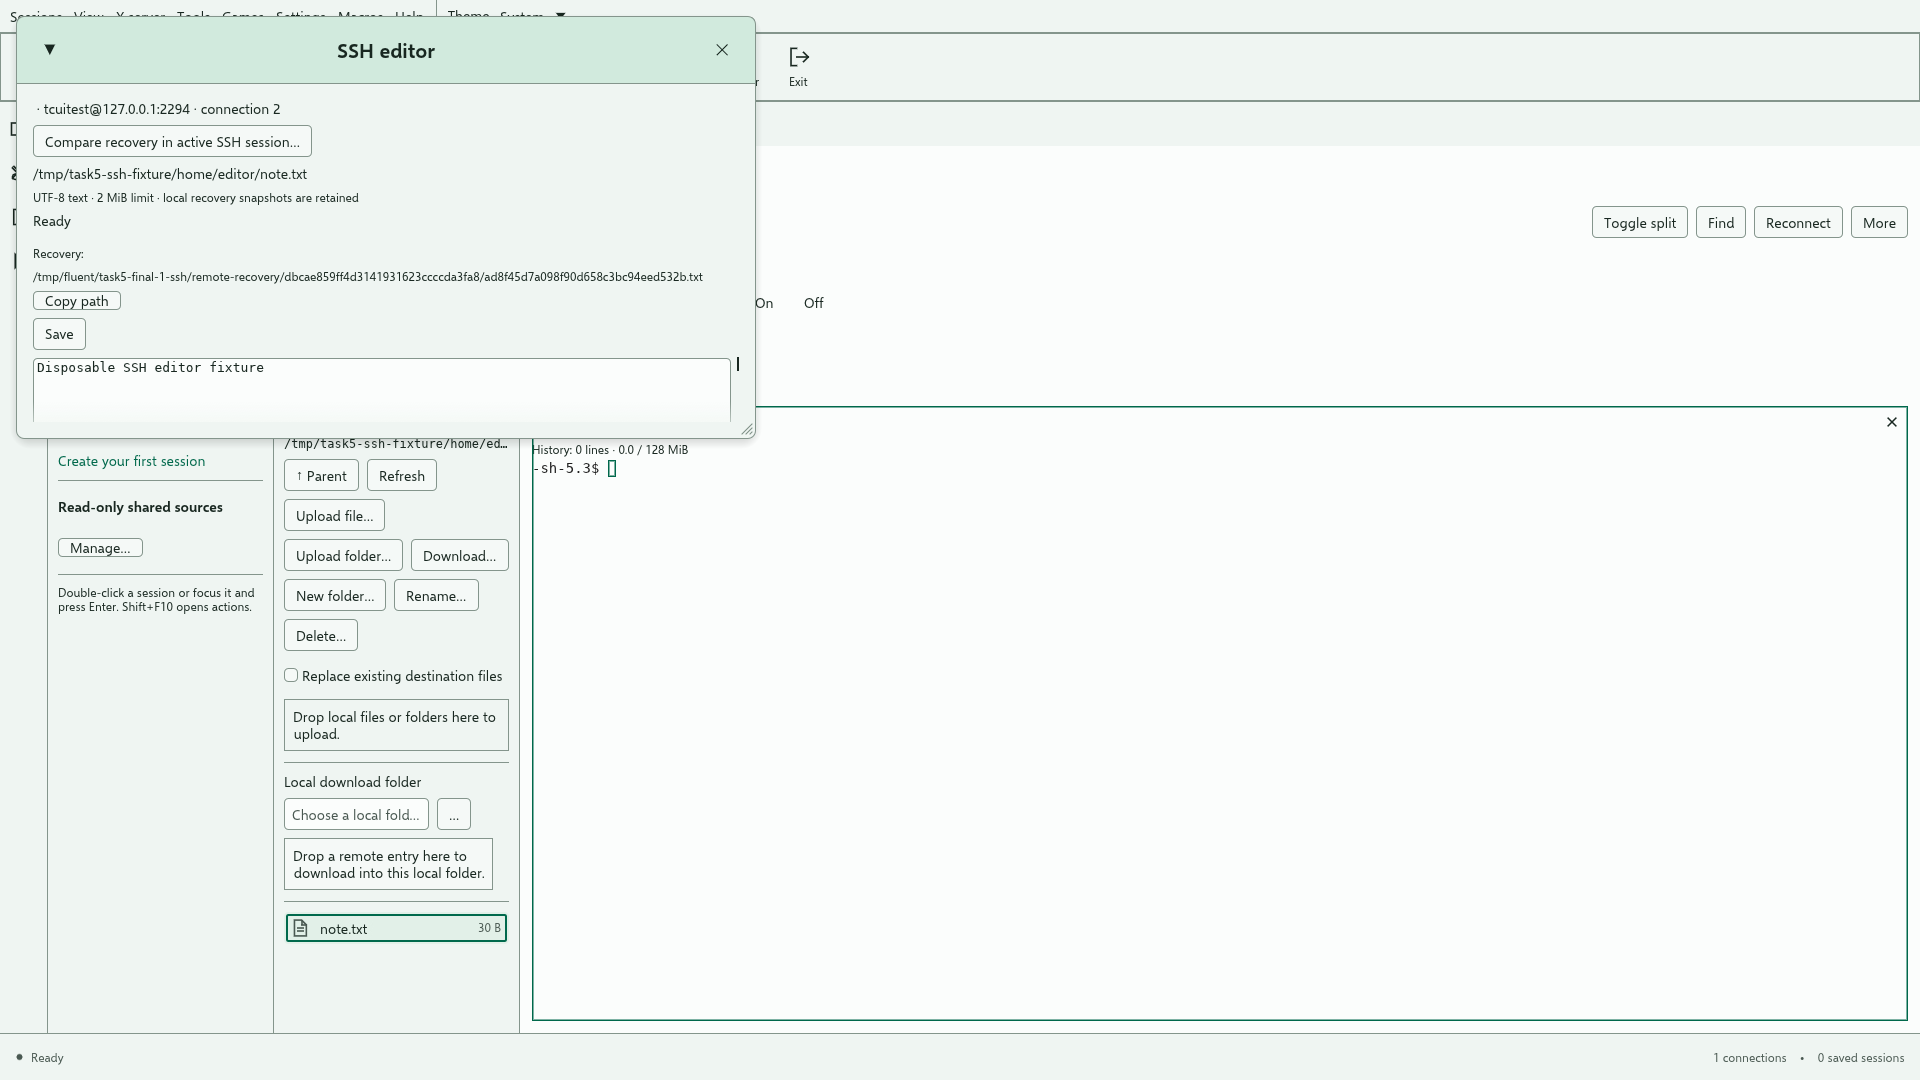 ▼ SSH editor
Exit
· tcuitest@127.0.0.1:2294 · connection 2
Compare recovery in active SSH session...
/tmp/task5-ssh-fixture/home/editor/note.txt
UTF-8 text · 2 MiB limit · local recovery snapshots are retained
Ready
Toggle split Find Reconnect More
Recovery:
/tmp/fluent/task5-final-1-ssh/remote-recovery/dbcae859ff4d3141931623ccccda3fa8/ad8f45d7a098f90d658c3bc94eed532b.txt
Copy path
On Off
Save
Disposable SSH editor fixture
/tmp/task5-ssh-fixture/home/ed...
Create your first session
Read-only shared sources
Manage...
Double-click a session or focus it and
press Enter. Shift+F10 opens actions.
↑ Parent Refresh
Upload file...
Upload folder... Download...
New folder... Rename...
Delete...
Replace existing destination files
Drop local files or folders here to
upload.
Local download folder
Choose a local fold... ...
Drop a remote entry here to
download into this local folder.
note.txt 30 B
History: 0 lines · 0.0 / 128 MiB
-sh-5.3$
Ready
1 connections • 0 saved sessions